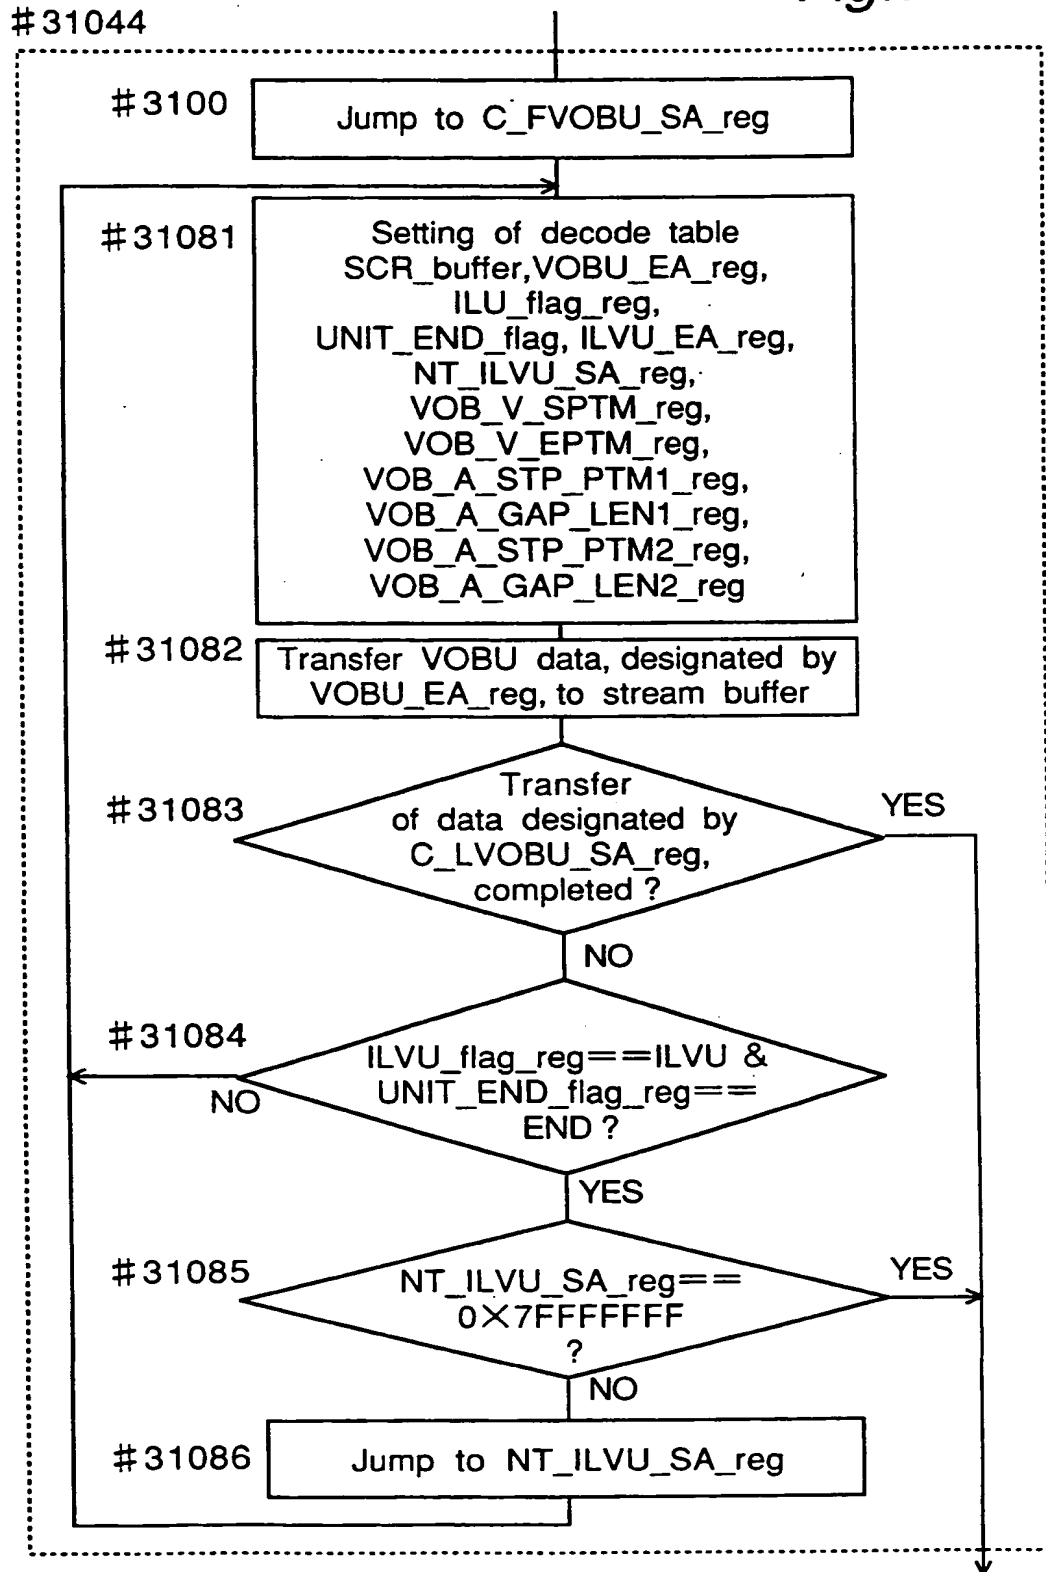 #31044
#3100
Jump to C_FVOBU_SA_reg
#31081
Setting of decode table
SCR_buffer,VOBU_EA_reg,
ILU_flag_reg,
UNIT_END_flag, ILVU_EA_reg,
NT_ILVU_SA_reg,
VOB_V_SPTM_reg,
VOB_V_EPTM_reg,
VOB_A_STP_PTM1_reg,
VOB_A_GAP_LEN1_reg,
VOB_A_STP_PTM2_reg,
VOB_A_GAP_LEN2_reg
#31082
Transfer VOBU data, designated by
VOBU_EA_reg, to stream buffer
#31083
Transfer
of data designated by
C_LVOBU_SA_reg,
completed ?
YES
NO
#31084
ILVU_flag_reg==ILVU &
UNIT_END_flag_reg==
END ?
NO
YES
#31085
NT_ILVU_SA_reg==
0×7FFFFFFF
?
YES
NO
#31086
Jump to NT_ILVU_SA_reg